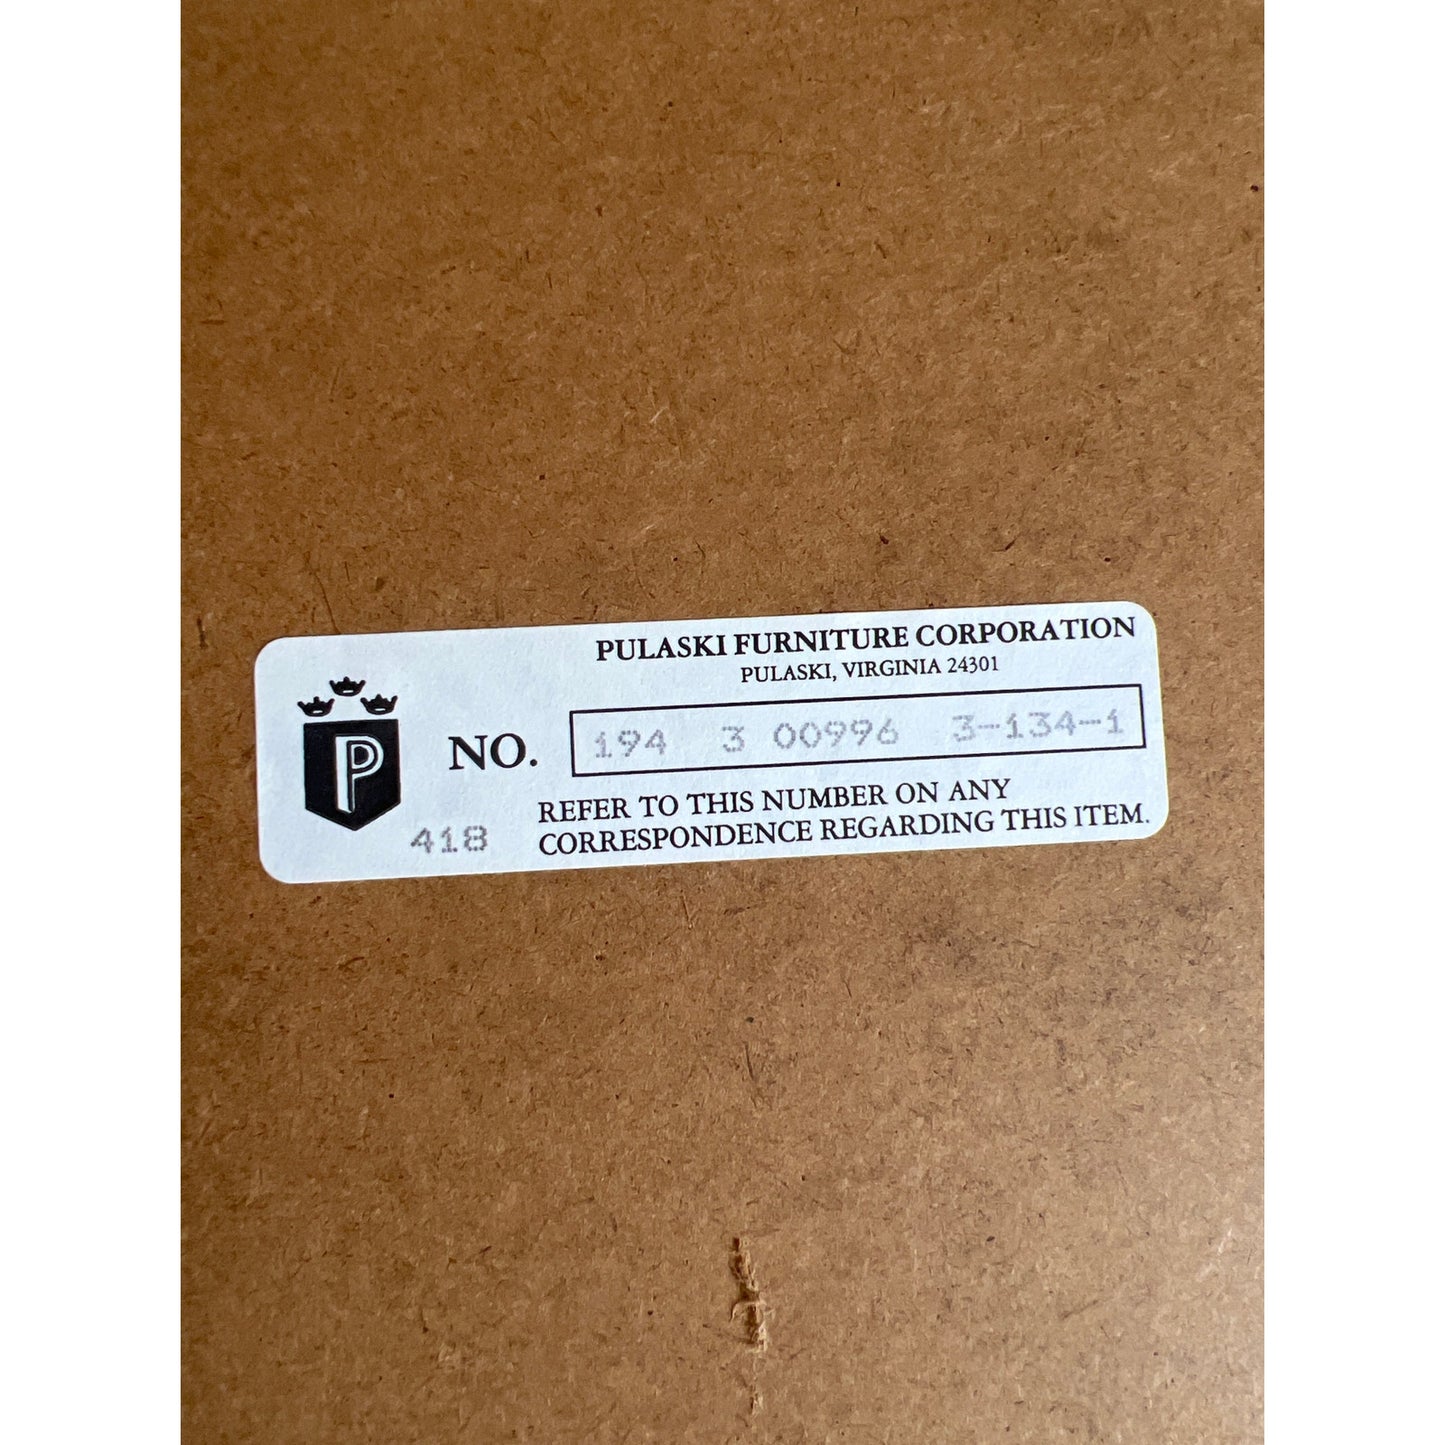 PULASKI FURNITURE CORPORATION
PULASKI, VIRGINIA 24301
P
NO. 194 3 00996 3-134-1
REFER TO THIS NUMBER ON ANY
CORRESPONDENCE REGARDING THIS ITEM.
418